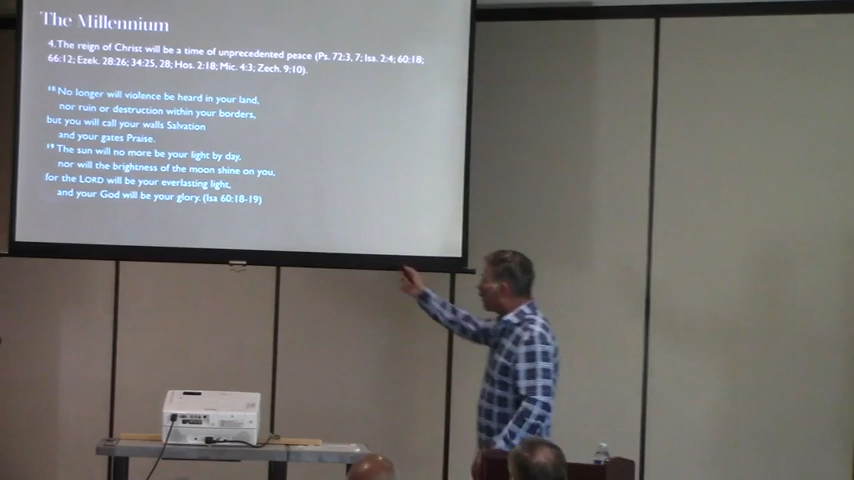 The Millennium
4. The reign of Christ will be a time of unprecedented peace (Ps. 72:3, 7; Isa. 2:4; 60:18;
66:12; Ezek. 28:26; 34:25, 28; Hos. 2:18; Mic. 4:3; Zech. 9:10).
18 No longer will violence be heard in your land,
nor ruin or destruction within your borders,
but you will call your walls Salvation
and your gates Praise.
19 The sun will no more be your light by day,
nor will the brightness of the moon shine on you,
for the LORD will be your everlasting light,
and your God will be your glory. (Isa 60:18-19)